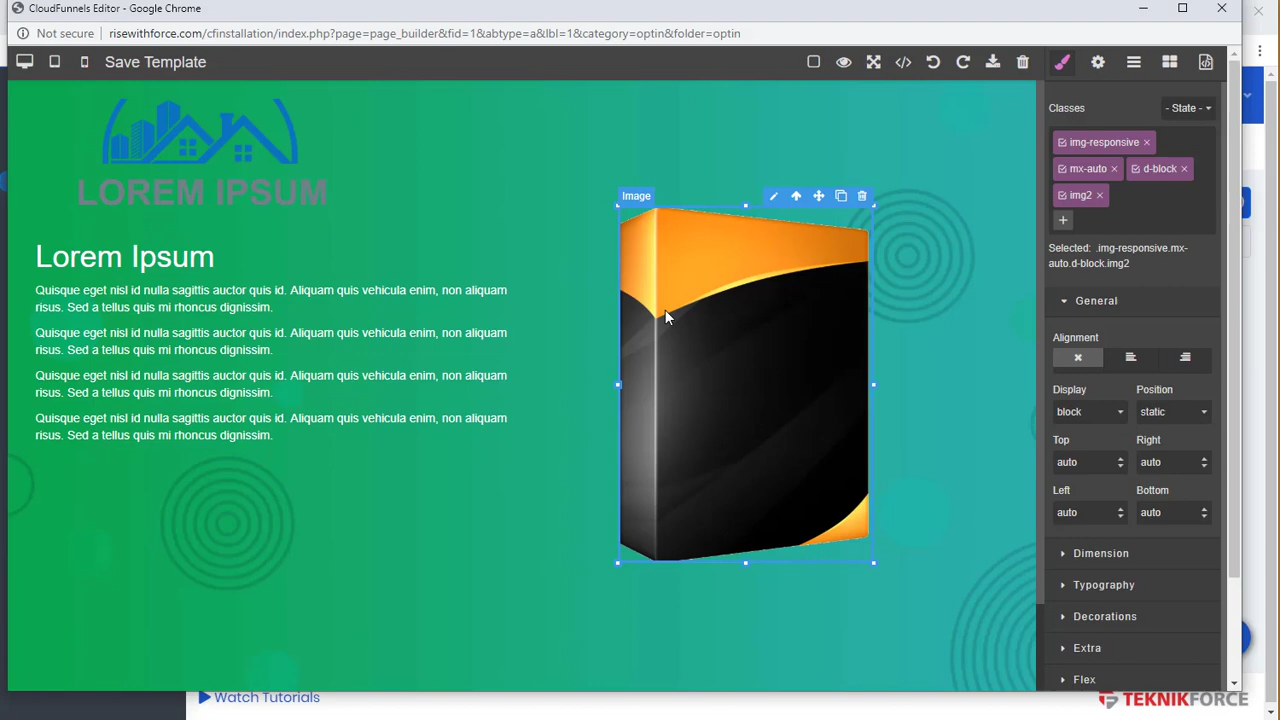 CloudFunnels Editor - Google Chrome
Not secure risewithforce.com/cfinstallation/index.php?page=page_builder&fid=1&abtype=a&lbl=1&category=optin&folder=optin
Save Template
LOREM IPSUM
Lorem Ipsum
Quisque eget nisl id nulla sagittis auctor quis id. Aliquam quis vehicula enim, non aliquam
risus. Sed a tellus quis mi rhoncus dignissim.
Quisque eget nisl id nulla sagittis auctor quis id. Aliquam quis vehicula enim, non aliquam
risus. Sed a tellus quis mi rhoncus dignissim.
Quisque eget nisl id nulla sagittis auctor quis id. Aliquam quis vehicula enim, non aliquam
risus. Sed a tellus quis mi rhoncus dignissim.
Quisque eget nisl id nulla sagittis auctor quis id. Aliquam quis vehicula enim, non aliquam
risus. Sed a tellus quis mi rhoncus dignissim.
Image
Classes - State -
img-responsive
mx-auto d-block
img2
Selected: .img-responsive.mx-
auto.d-block.img2
General
Alignment
Display Position
block static
Top Right
auto auto
Left Bottom
auto auto
Dimension
Typography
Decorations
Extra
Flex
Watch Tutorials
TEKNIKFORCE